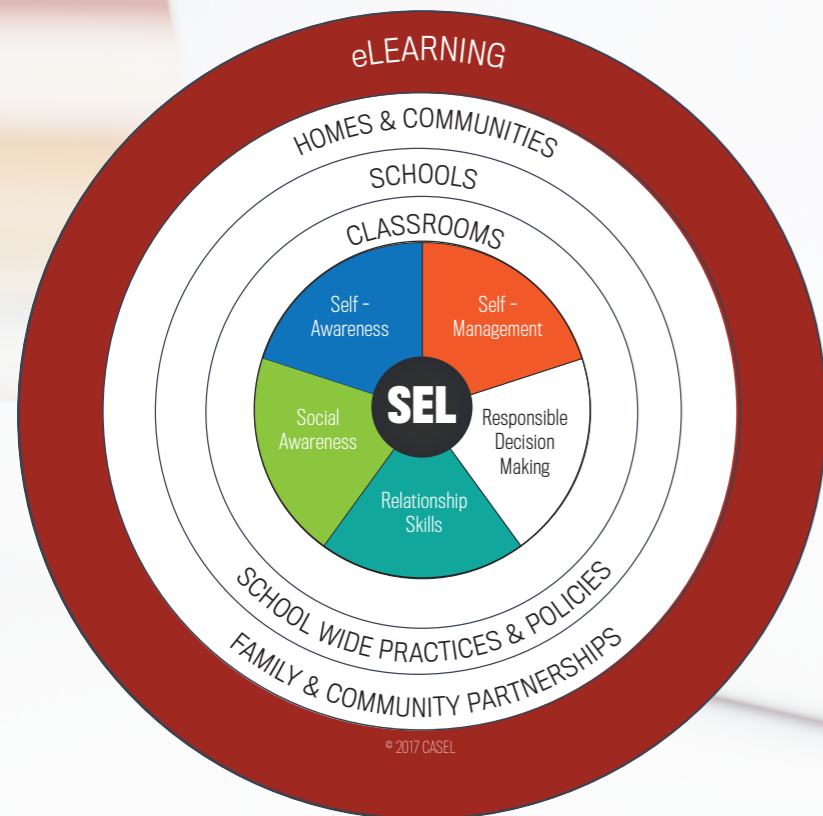 eLEARNING
HOMES & COMMUNITIES
SCHOOLS
CLASSROOMS
Self -
Awareness
Self -
Management
Social
Awareness
SEL
Responsible
Decision
Making
Relationship
Skills
SCHOOL WIDE PRACTICES & POLICIES
FAMILY & COMMUNITY PARTNERSHIPS
© 2017 CASEL